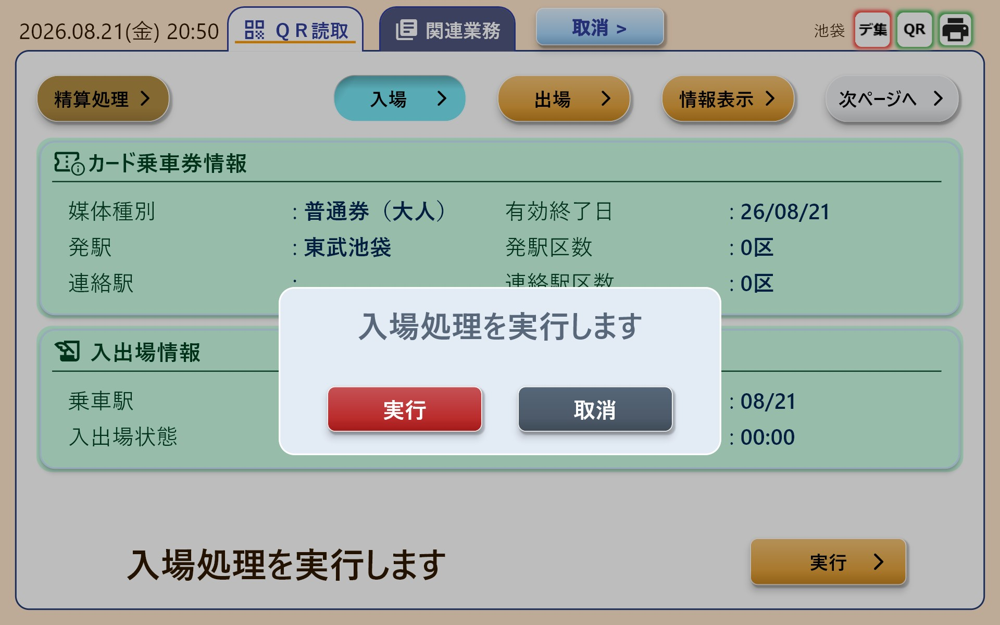 2026.08.21(金) 20:50
QR読取
関連業務
取消 >
池袋
デ集
QR
精算処理
入場
出場
情報表示
次ページへ
カード乗車券情報
媒体種別 : 普通券（大人） 有効終了日 : 26/08/21
発駅 : 東武池袋 発駅区数 : 0区
連絡駅 : 連絡駅区数 : 0区
入場処理を実行します
実行
取消
入出場情報
乗車駅 : 08/21
入出場状態 : 00:00
入場処理を実行します
実行